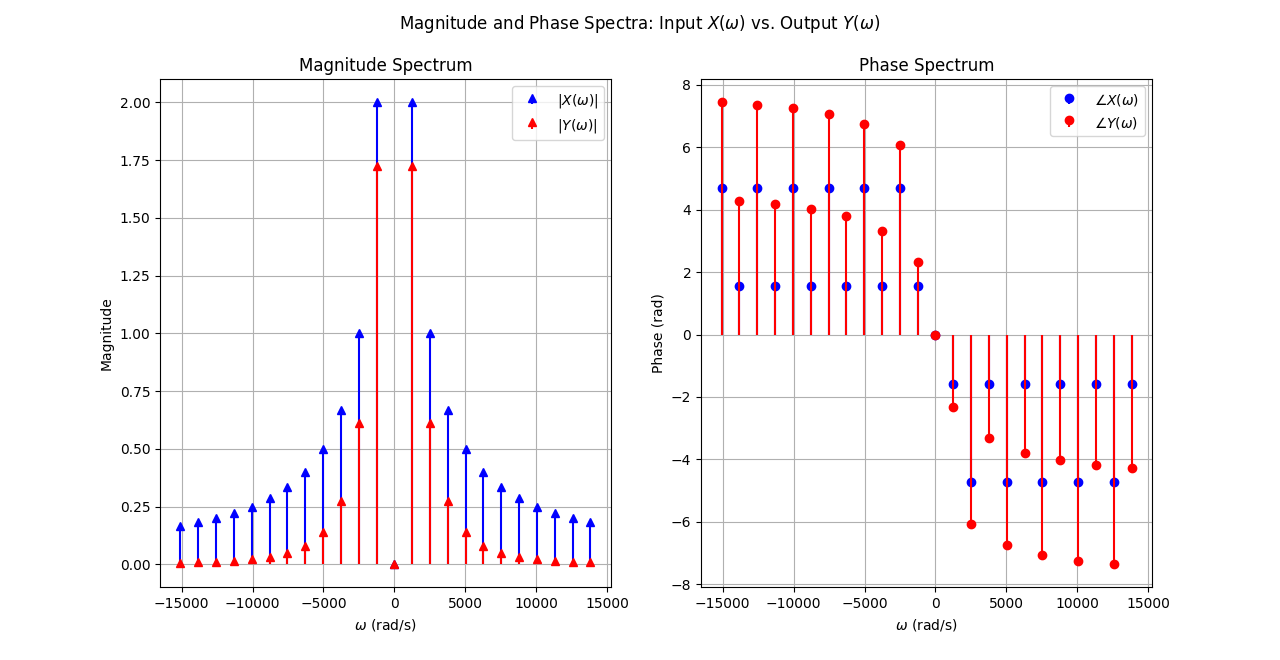 Magnitude and Phase Spectra: Input X(ω) vs. Output Y(ω)
Magnitude Spectrum
|X(ω)|
|Y(ω)|
2.00
1.75
1.50
1.25
1.00
0.75
0.50
0.25
0.00
Magnitude
−15000 −10000 −5000 0 5000 10000 15000
ω (rad/s)
Phase Spectrum
∠X(ω)
∠Y(ω)
8
6
4
2
0
−2
−4
−6
−8
Phase (rad)
−15000 −10000 −5000 0 5000 10000 15000
ω (rad/s)